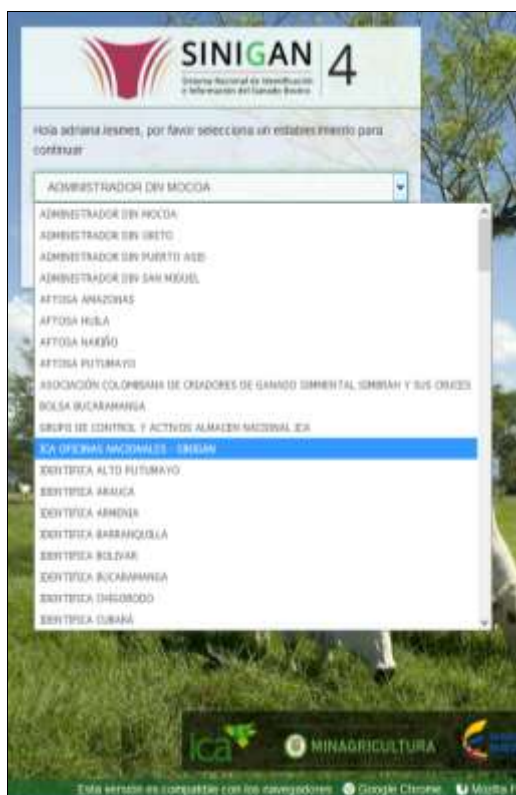 SINIGAN 4
Sistema Nacional de Identificación
e Información del Ganado Bovino
Hola adriana lesmes, por favor selecciona un establecimiento para
continuar
ADMINISTRADOR DIN MOCOA
ADMINISTRADOR DIN MOCOA
ADMINISTRADOR DIN ORITO
ADMINISTRADOR DIN PUERTO ASIS
ADMINISTRADOR DIN SAN MIGUEL
AFTOSA AMAZONAS
AFTOSA HUILA
AFTOSA NARIÑO
AFTOSA PUTUMAYO
ASOCIACIÓN COLOMBIANA DE CRIADORES DE GANADO SIMMENTAL SIMBRAH Y SUS CRUCES
BOLSA BUCARAMANGA
GRUPO DE CONTROL Y ACTIVOS ALMACEN NACIONAL ICA
ICA OFICINAS NACIONALES - SINIGÁN
IDENTIFICA ALTO PUTUMAYO
IDENTIFICA ARAUCA
IDENTIFICA ARMENIA
IDENTIFICA BARRANQUILLA
IDENTIFICA BOLIVAR
IDENTIFICA BUCARAMANGA
IDENTIFICA CHIGORODO
IDENTIFICA CUBARÁ
ica MINAGRICULTURA
Esta version es compatible con los navegadores Google Chrome Mozilla F